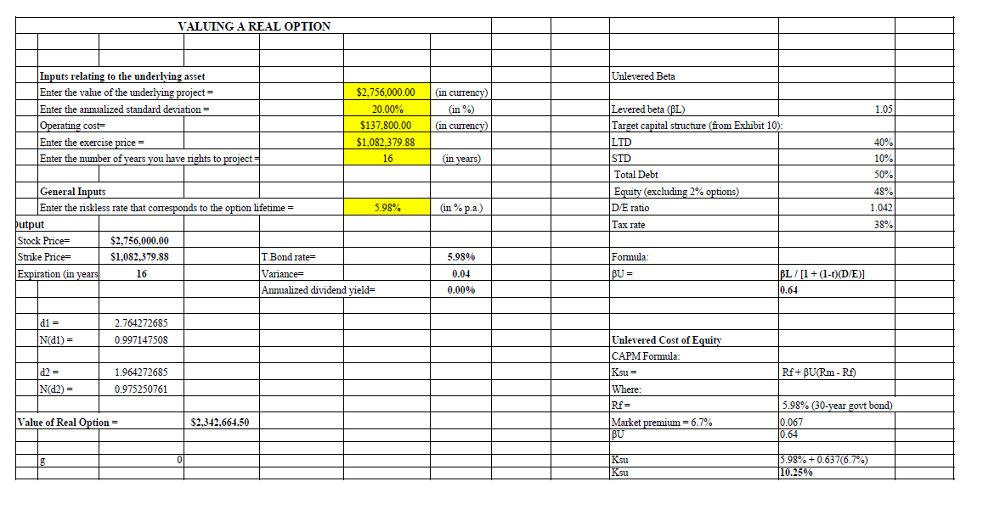 VALUING A REAL OPTION
Inputs relating to the underlying asset Unlevered Beta
Enter the value of the underlying project = $2,756,000.00 (in currency)
Enter the annualized standard deviation = 20.00% (in %) Levered beta (βL) 1.05
Operating cost= $137,800.00 (in currency) Target capital structure (from Exhibit 10):
Enter the exercise price = $1,082,379.88 LTD 40%
Enter the number of years you have rights to project = 16 (in years) STD 10%
Total Debt 50%
General Inputs Equity (excluding 2% options) 48%
Enter the riskless rate that corresponds to the option lifetime = 5.98% (in % p.a.) D/E ratio 1.042
utput Tax rate 38%
Stock Price= $2,756,000.00
Strike Price= $1,082,379.88 T.Bond rate= 5.98% Formula:
Expiration (in years 16 Variance= 0.04 βU = βL / [1 + (1-t)(D/E)]
Annualized dividend yield= 0.00% 0.64
d1 = 2.764272685
N(d1) = 0.997147508 Unlevered Cost of Equity
CAPM Formula:
d2 = 1.964272685 Ksu = Rf + βU(Rm - Rf)
N(d2) = 0.975250761 Where:
Rf = 5.98% (30-year govt bond)
Value of Real Option = $2,342,664.50 Market premium = 6.7% 0.067
βU 0.64
g 0 Ksu 5.98% + 0.637(6.7%)
Ksu 10.25%